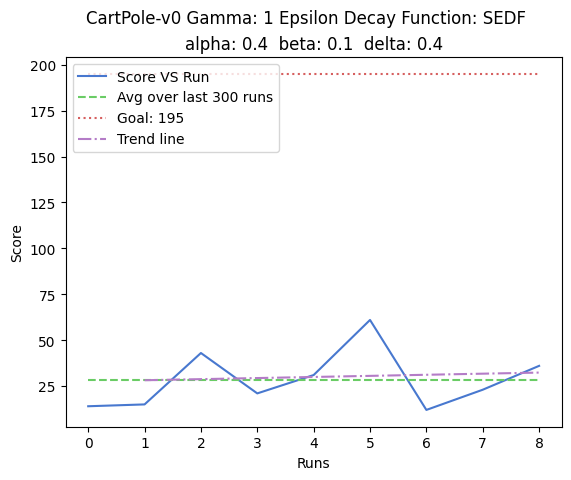 CartPole-v0 Gamma: 1 Epsilon Decay Function: SEDF
alpha: 0.4 beta: 0.1 delta: 0.4
Score VS Run
Avg over last 300 runs
Goal: 195
Trend line
200
175
150
125
100
75
50
25
Score
0 1 2 3 4 5 6 7 8
Runs